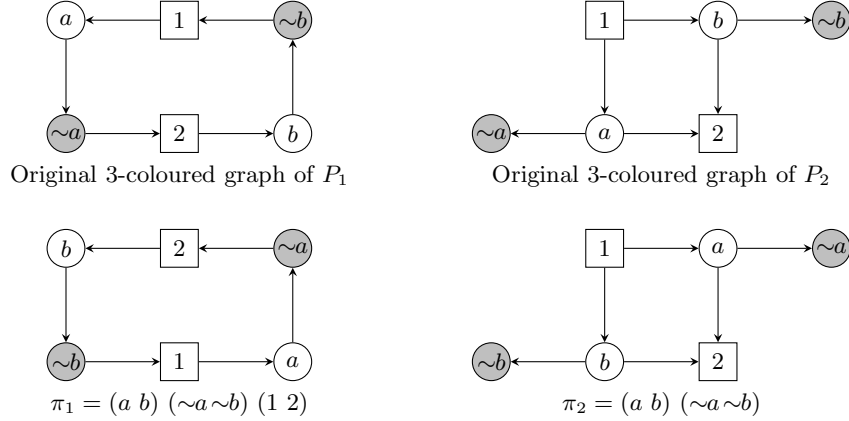 a 1 ∼b 1 b ∼b
∼a 2 b ∼a a 2
Original 3-coloured graph of P₁ Original 3-coloured graph of P₂
b 2 ∼a 1 a ∼a
∼b 1 a ∼b b 2
π₁ = (a b) (∼a∼b) (1 2) π₂ = (a b) (∼a∼b)